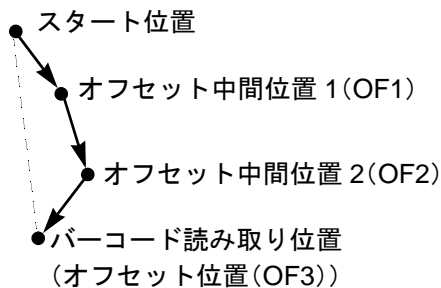 スタート位置
オフセット中間位置 1(OF1)
オフセット中間位置 2(OF2)
バーコード読み取り位置
(オフセット位置(OF3))